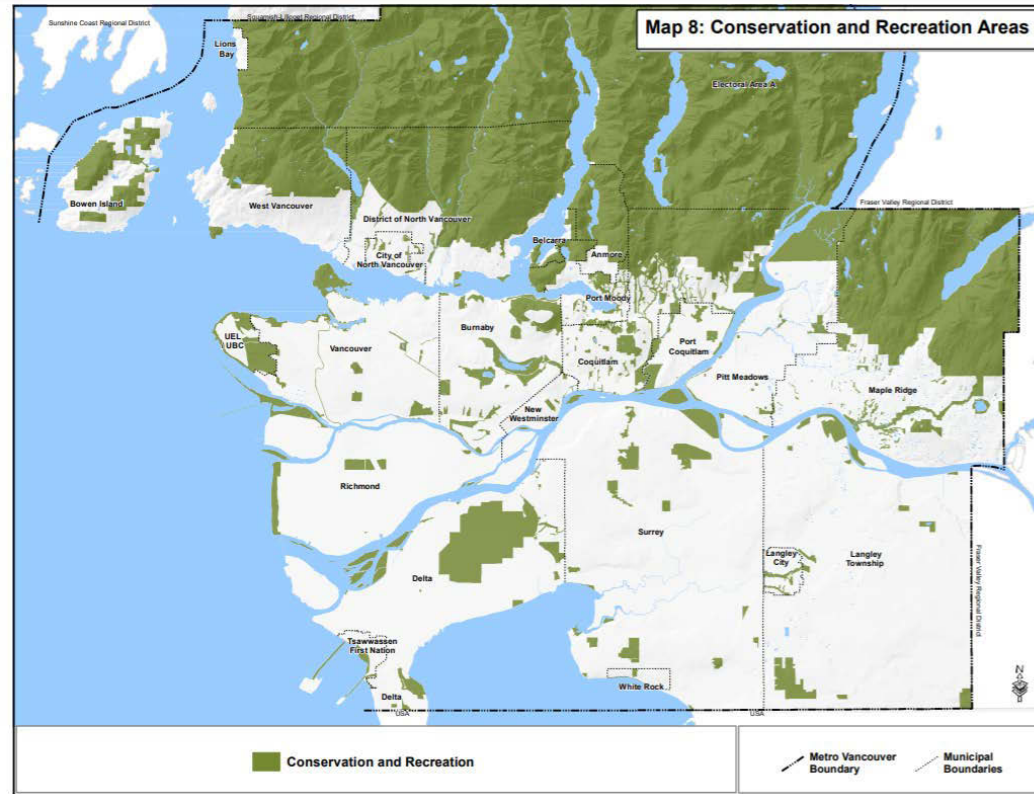 Map 8: Conservation and Recreation Areas
Sunshine Coast Regional District
Squamish-Lillooet Regional District
Lions
Bay
Electoral Area A
Bowen Island
West Vancouver
District of North Vancouver
Fraser Valley Regional District
City of
North Vancouver
Belcarra
Anmore
Port Moody
UEL
UBC
Vancouver
Burnaby
Coquitlam
Port
Coquitlam
Pitt Meadows
Maple Ridge
New
Westminster
Richmond
Surrey
Delta
Langley
City
Langley
Township
Fraser Valley Regional District
Tsawwassen
First Nation
Delta
White Rock
USA
USA
N
Conservation and Recreation
Metro Vancouver
Boundary
Municipal
Boundaries